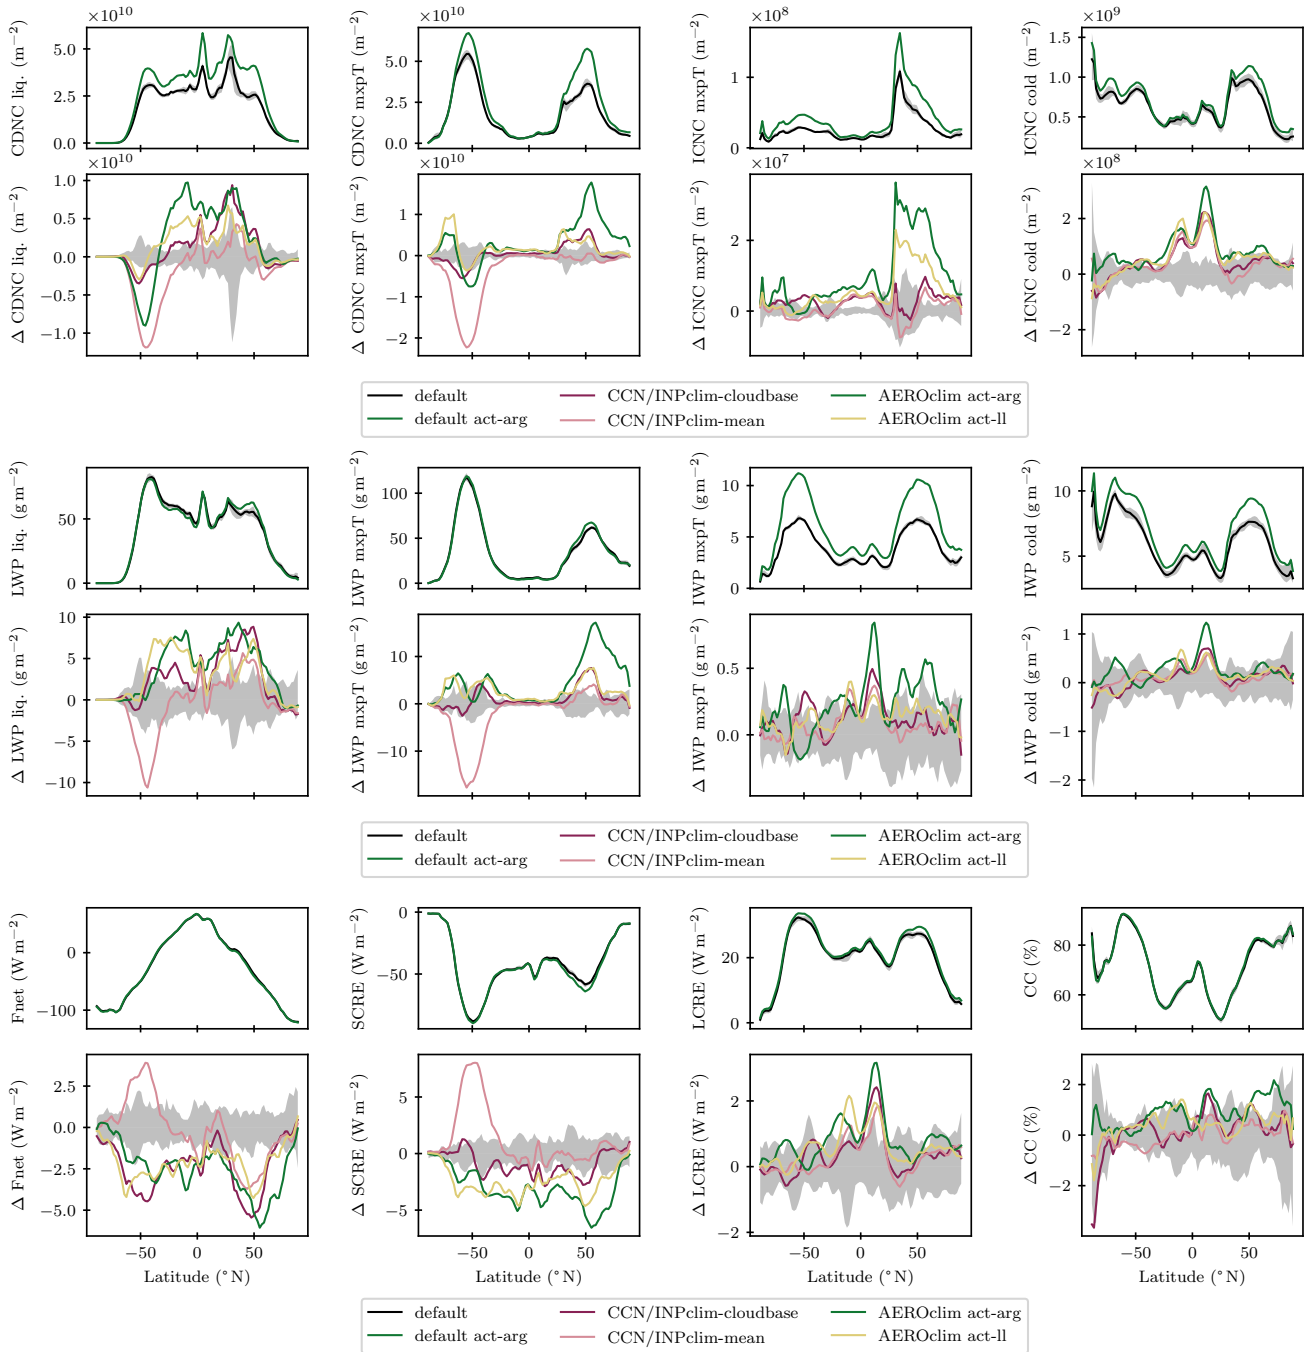 ×10¹⁰ ×10¹⁰ ×10⁸ ×10⁹
CDNC liq. (m⁻²)
5.0
2.5
0.0
CDNC mxpT (m⁻²)
5.0
2.5
0.0
ICNC mxpT (m⁻²)
1
0
ICNC cold (m⁻²)
1.5
1.0
0.5
×10¹⁰ ×10¹⁰ ×10⁷ ×10⁸
Δ CDNC liq. (m⁻²)
1.0
0.5
0.0
−0.5
−1.0
Δ CDNC mxpT (m⁻²)
1
0
−1
−2
Δ ICNC mxpT (m⁻²)
2
0
Δ ICNC cold (m⁻²)
2
0
−2
default CCN/INPclim-cloudbase AEROclim act-arg
default act-arg CCN/INPclim-mean AEROclim act-ll
LWP liq. (g m⁻²)
50
0
LWP mxpT (g m⁻²)
100
50
0
IWP mxpT (g m⁻²)
10
5
0
IWP cold (g m⁻²)
10
5
Δ LWP liq. (g m⁻²)
10
5
0
−5
−10
Δ LWP mxpT (g m⁻²)
10
0
−10
Δ IWP mxpT (g m⁻²)
0.5
0.0
Δ IWP cold (g m⁻²)
1
0
−1
−2
default CCN/INPclim-cloudbase AEROclim act-arg
default act-arg CCN/INPclim-mean AEROclim act-ll
Fnet (W m⁻²)
0
−100
SCRE (W m⁻²)
0
−50
LCRE (W m⁻²)
20
0
CC (%)
80
60
Δ Fnet (W m⁻²)
2.5
0.0
−2.5
−5.0
Δ SCRE (W m⁻²)
5
0
−5
Δ LCRE (W m⁻²)
2
0
−2
Δ CC (%)
2
0
−2
−50 0 50 −50 0 50 −50 0 50 −50 0 50
Latitude (°N) Latitude (°N) Latitude (°N) Latitude (°N)
default CCN/INPclim-cloudbase AEROclim act-arg
default act-arg CCN/INPclim-mean AEROclim act-ll